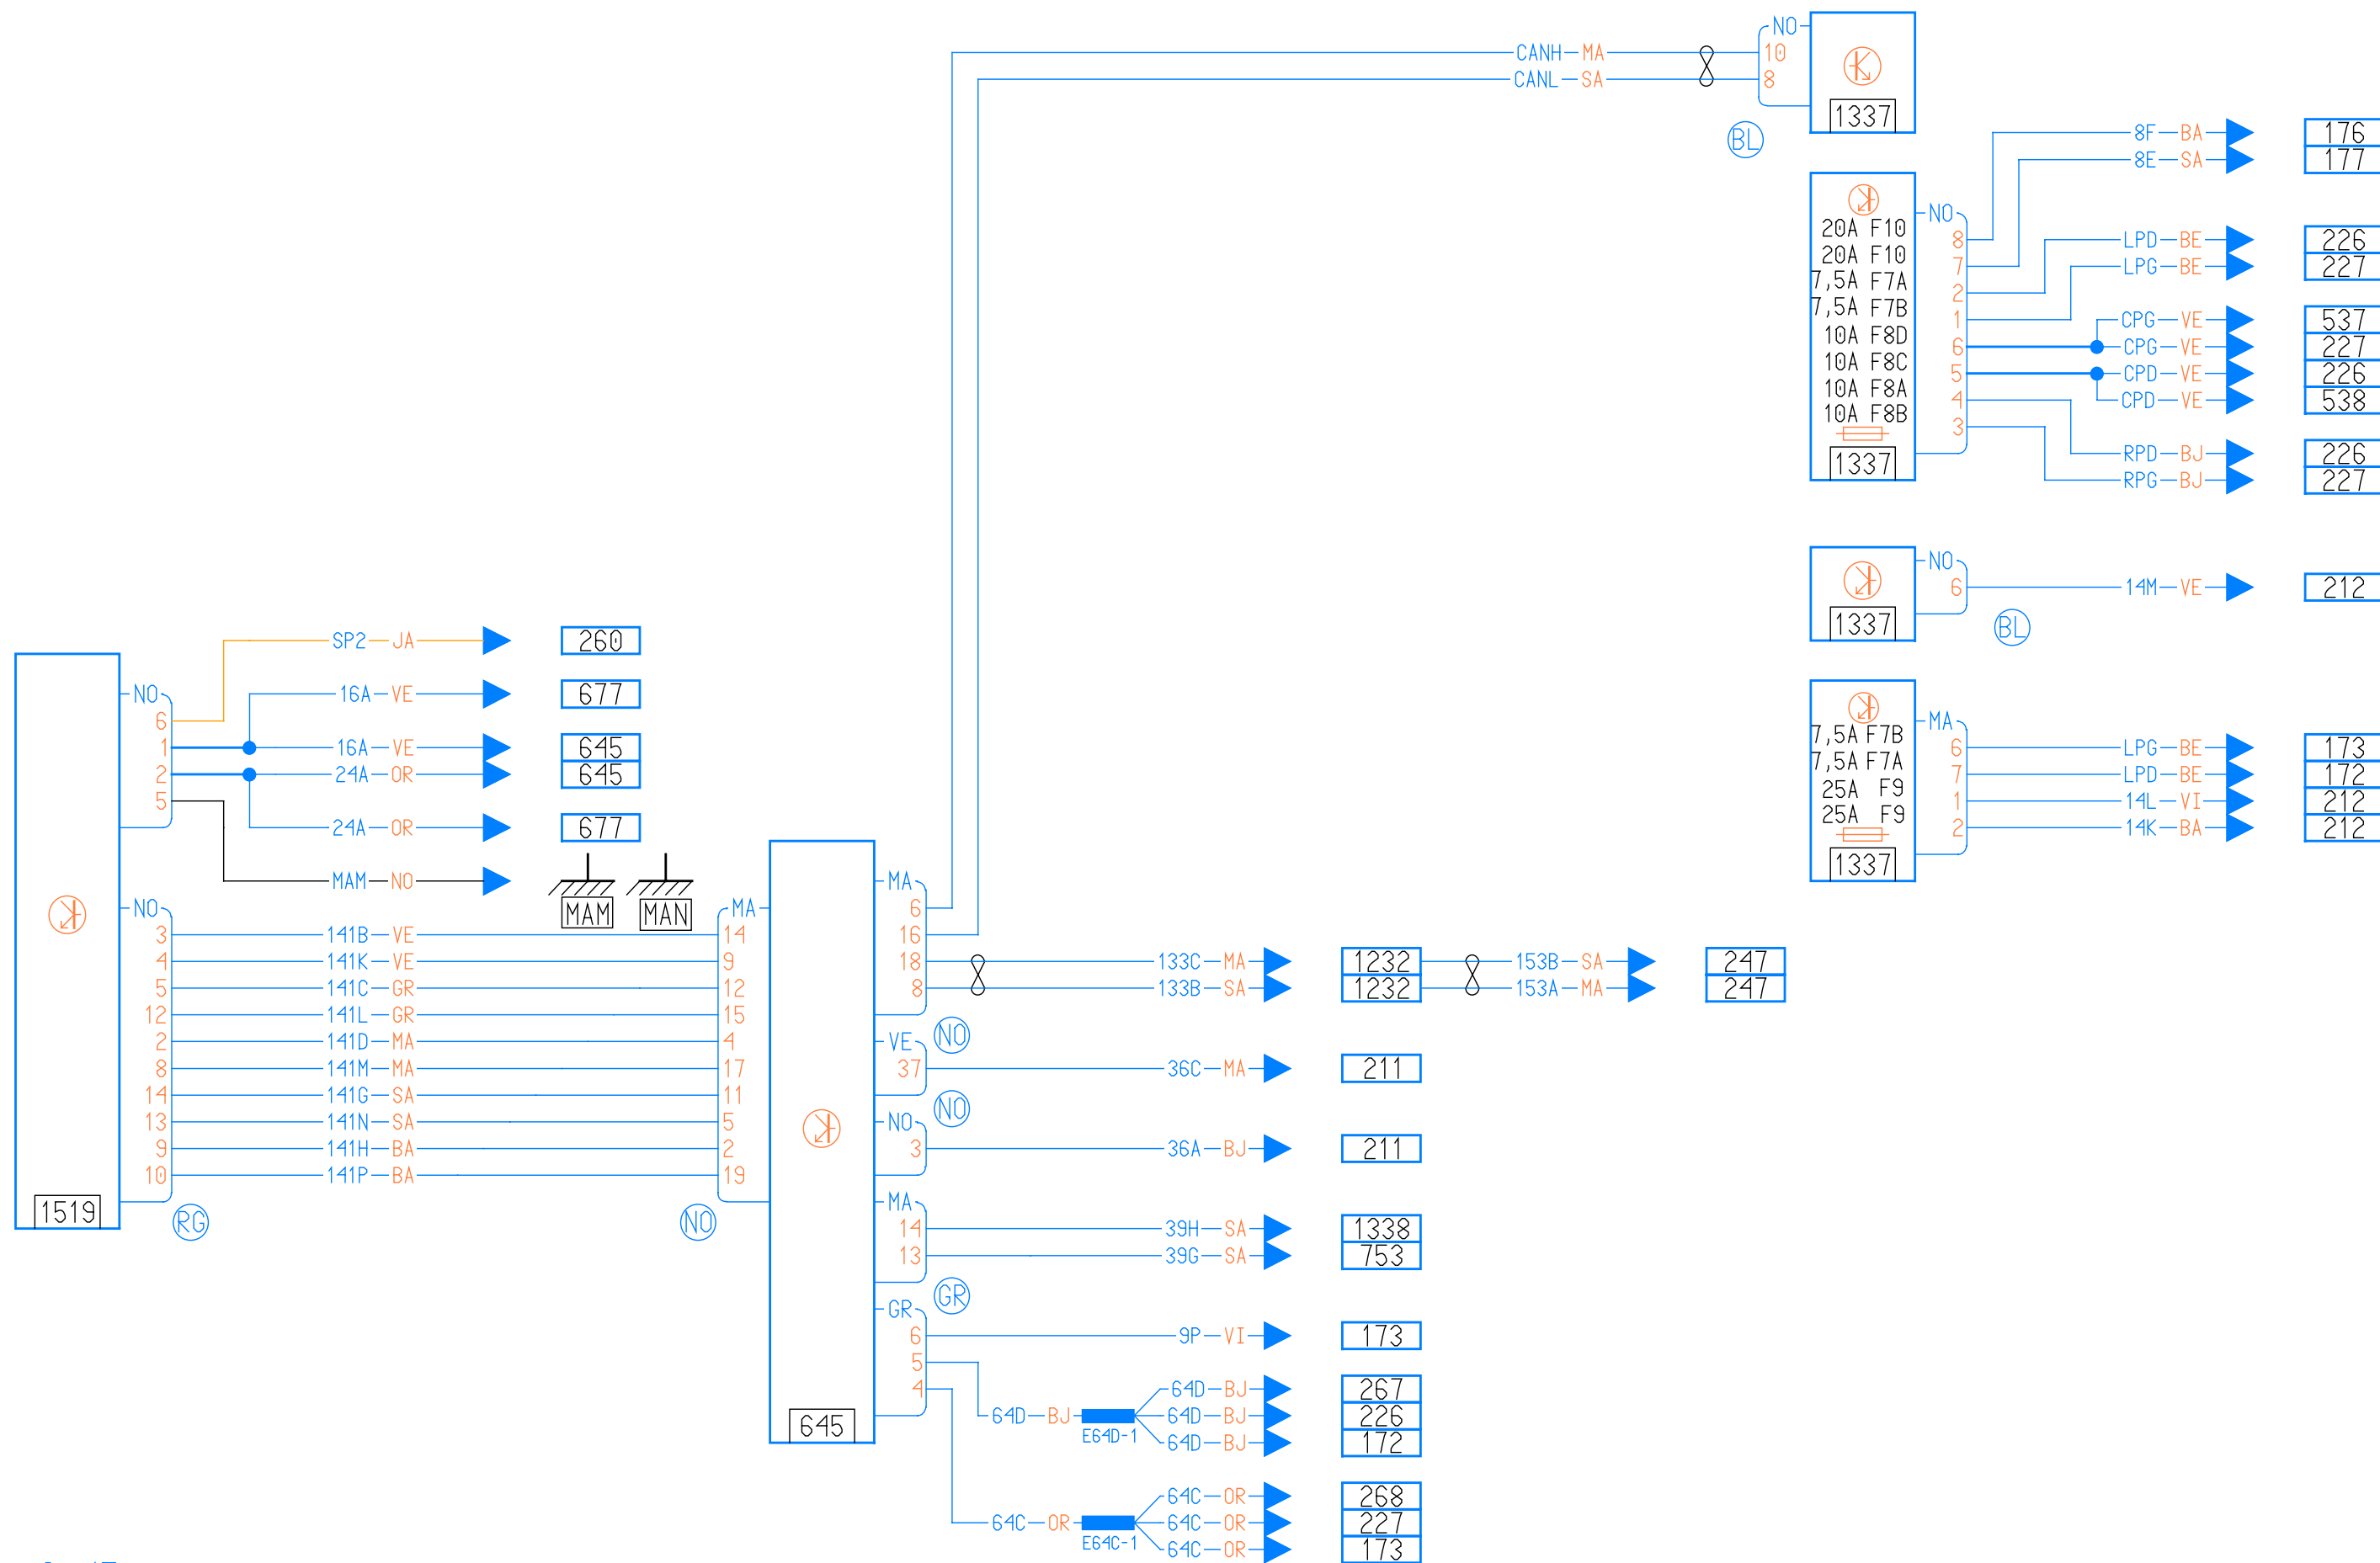 NO
CANH MA 10
CANL SA 8
1337
BL
8F BA 176
8E SA 177
NO
20A F10 8 LPD BE 226
20A F10 7 LPG BE 227
7,5A F7A 2
7,5A F7B 1 CPG VE 537
10A F8D 6 CPG VE 227
10A F8C 5 CPD VE 226
10A F8A 4 CPD VE 538
10A F8B 3
1337 RPD BJ 226
RPG BJ 227
NO
6 14M VE 212
1337
BL
7,5A F7B MA
7,5A F7A 6 LPG BE 173
25A F9 7 LPD BE 172
25A F9 1 14L VI 212
2 14K BA 212
1337
SP2 JA 260
NO 16A VE 677
6
1 16A VE 645
2 24A OR 645
5
24A OR 677
MAM NO
MAM MAN
NO MA
3 141B VE 14
4 141K VE 9
5 141C GR 12
12 141L GR 15
2 141D MA 4
8 141M MA 17
14 141G SA 11
13 141N SA 5
9 141H BA 2
10 141P BA 19
1519
RG
NO
MA
6
16
18 133C MA 1232 153B SA 247
8 133B SA 1232 153A MA 247
NO
VE
37 36C MA 211
NO
NO
3 36A BJ 211
MA
14 39H SA 1338
13 39G SA 753
GR
GR
6 9P VI 173
5
4 64D BJ 267
64D BJ 64D BJ 226
E64D-1 64D BJ 172
645
64C OR 268
64C OR 64C OR 227
E64C-1 64C OR 173